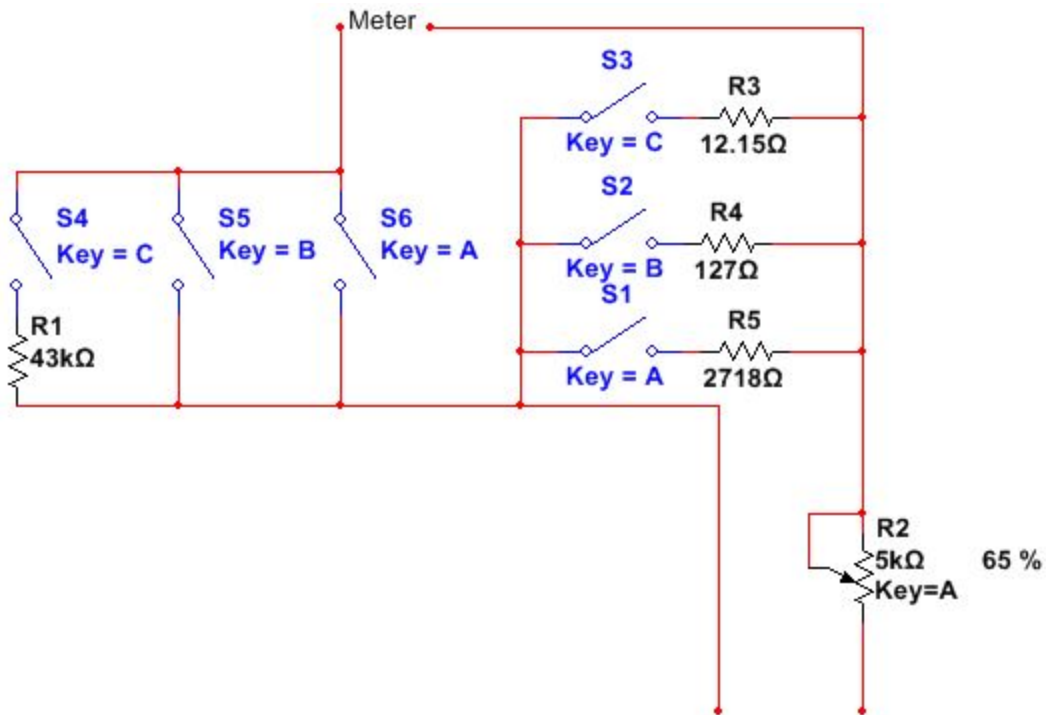 Meter
S3
Key = C
R3
12.15Ω
S4
Key = C
S5
Key = B
S6
Key = A
S2
Key = B
R4
127Ω
S1
Key = A
R5
2718Ω
R1
43kΩ
R2
5kΩ
65 %
Key=A